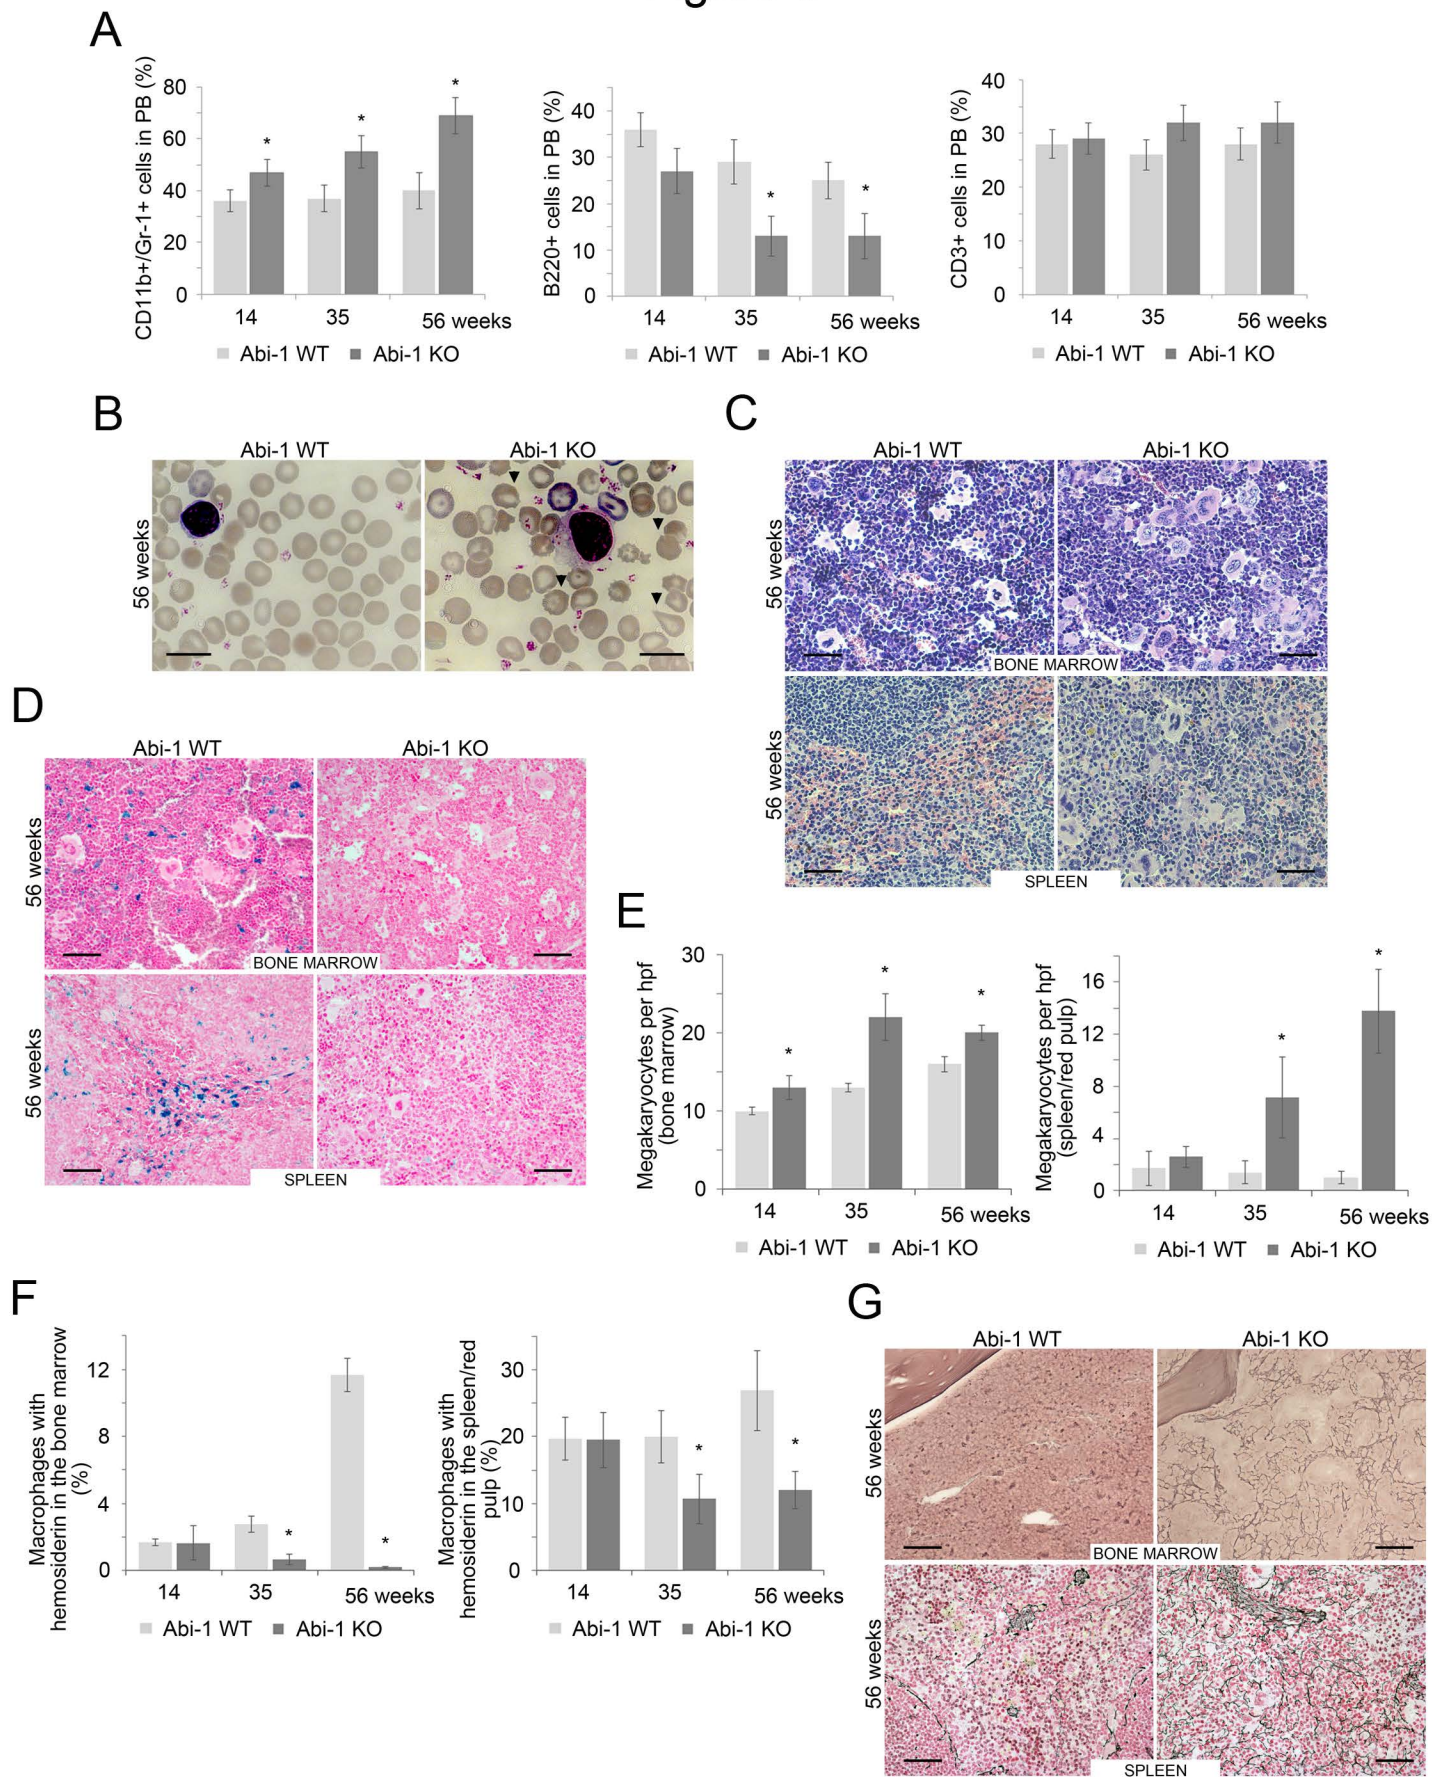 A
CD11b+/Gr-1+ cells in PB (%)
80
60
40
20
0
*
*
*
14
35
56 weeks
Abi-1 WT
Abi-1 KO
B220+ cells in PB (%)
40
30
20
10
0
*
*
14
35
56 weeks
Abi-1 WT
Abi-1 KO
CD3+ cells in PB (%)
40
30
20
10
0
14
35
56 weeks
Abi-1 WT
Abi-1 KO
B
Abi-1 WT
Abi-1 KO
56 weeks
C
Abi-1 WT
Abi-1 KO
56 weeks
BONE MARROW
56 weeks
SPLEEN
D
Abi-1 WT
Abi-1 KO
56 weeks
BONE MARROW
56 weeks
SPLEEN
E
Megakaryocytes per hpf
(bone marrow)
30
20
10
0
*
*
*
14
35
56 weeks
Abi-1 WT
Abi-1 KO
Megakaryocytes per hpf
(spleen/red pulp)
16
12
8
4
0
*
*
14
35
56 weeks
Abi-1 WT
Abi-1 KO
F
Macrophages with
hemosiderin in the bone marrow
(%)
12
8
4
0
*
*
14
35
56 weeks
Abi-1 WT
Abi-1 KO
Macrophages with
hemosiderin in the spleen/red
pulp (%)
30
20
10
0
*
*
14
35
56 weeks
Abi-1 WT
Abi-1 KO
G
Abi-1 WT
Abi-1 KO
56 weeks
BONE MARROW
56 weeks
SPLEEN